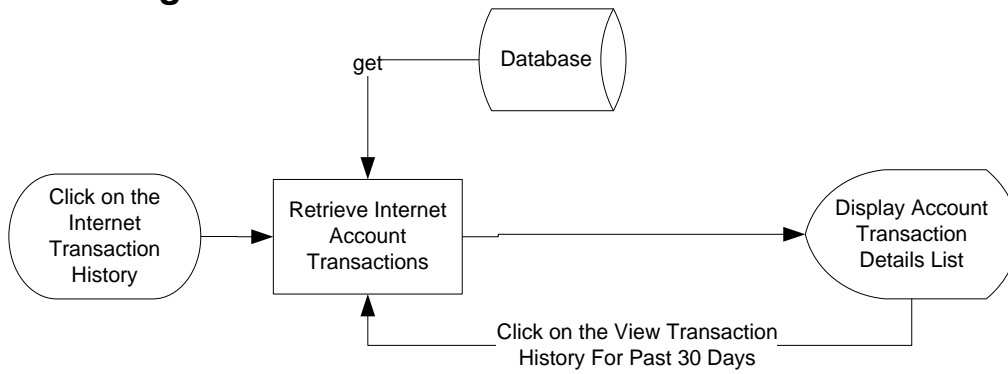 get
Database
Click on the
Internet
Transaction
History
Retrieve Internet
Account
Transactions
Display Account
Transaction
Details List
Click on the View Transaction
History For Past 30 Days